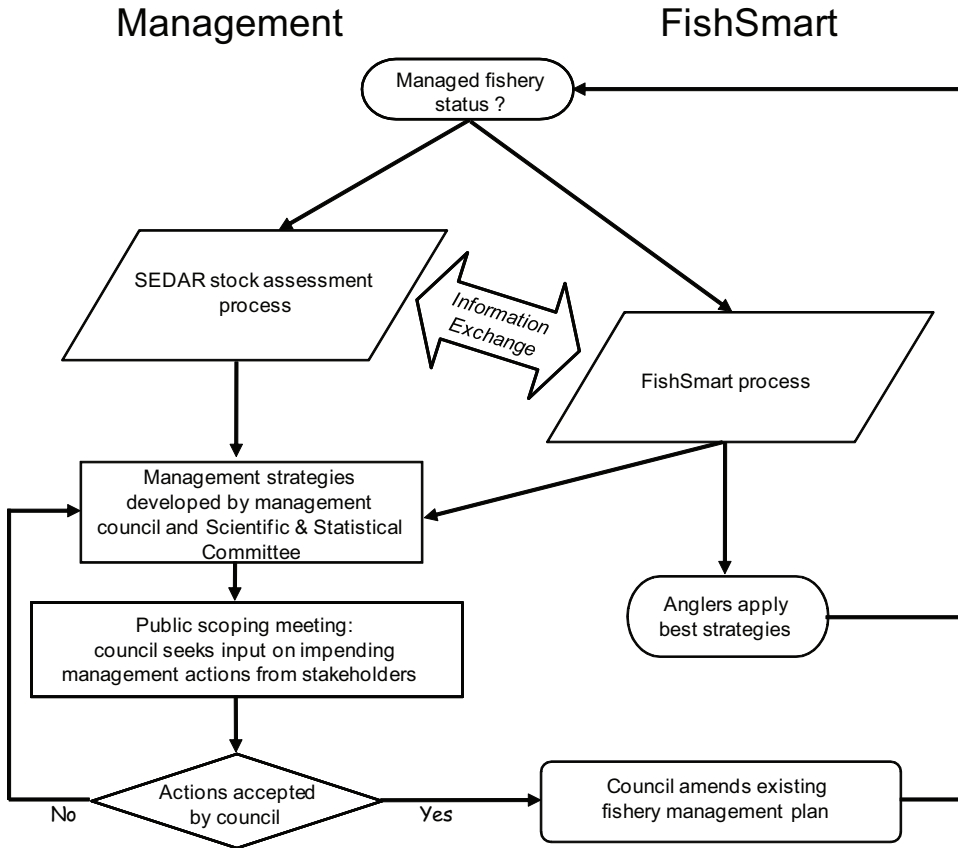 Management
FishSmart
Managed fishery
status ?
SEDAR stock assessment
process
Information
Exchange
FishSmart process
Management strategies
developed by management
council and Scientific & Statistical
Committee
Public scoping meeting:
council seeks input on impending
management actions from stakeholders
Anglers apply
best strategies
Actions accepted
by council
No
Yes
Council amends existing
fishery management plan